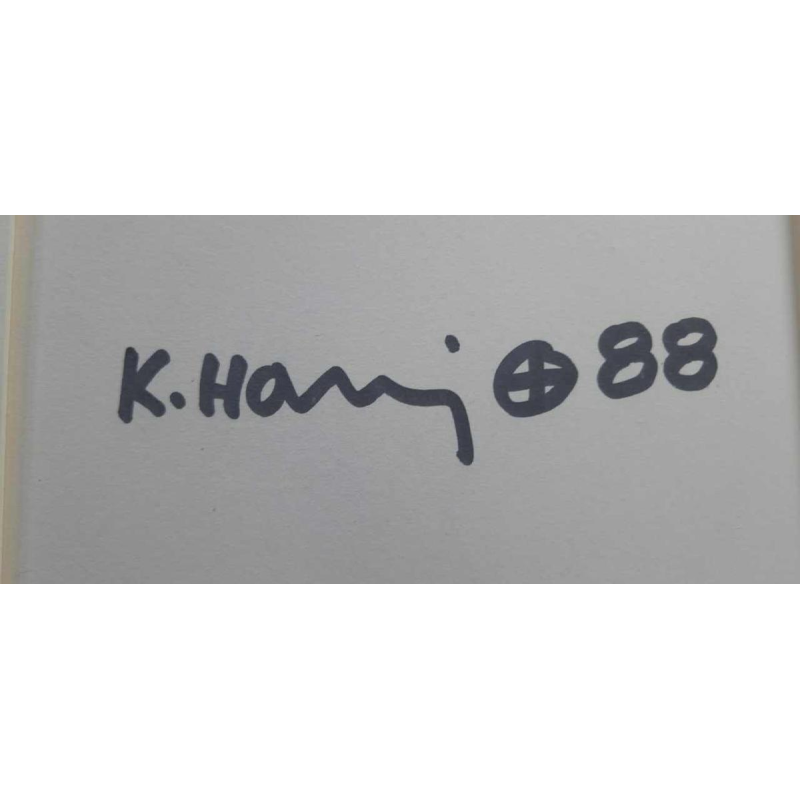 K. Haring ⊕ 88